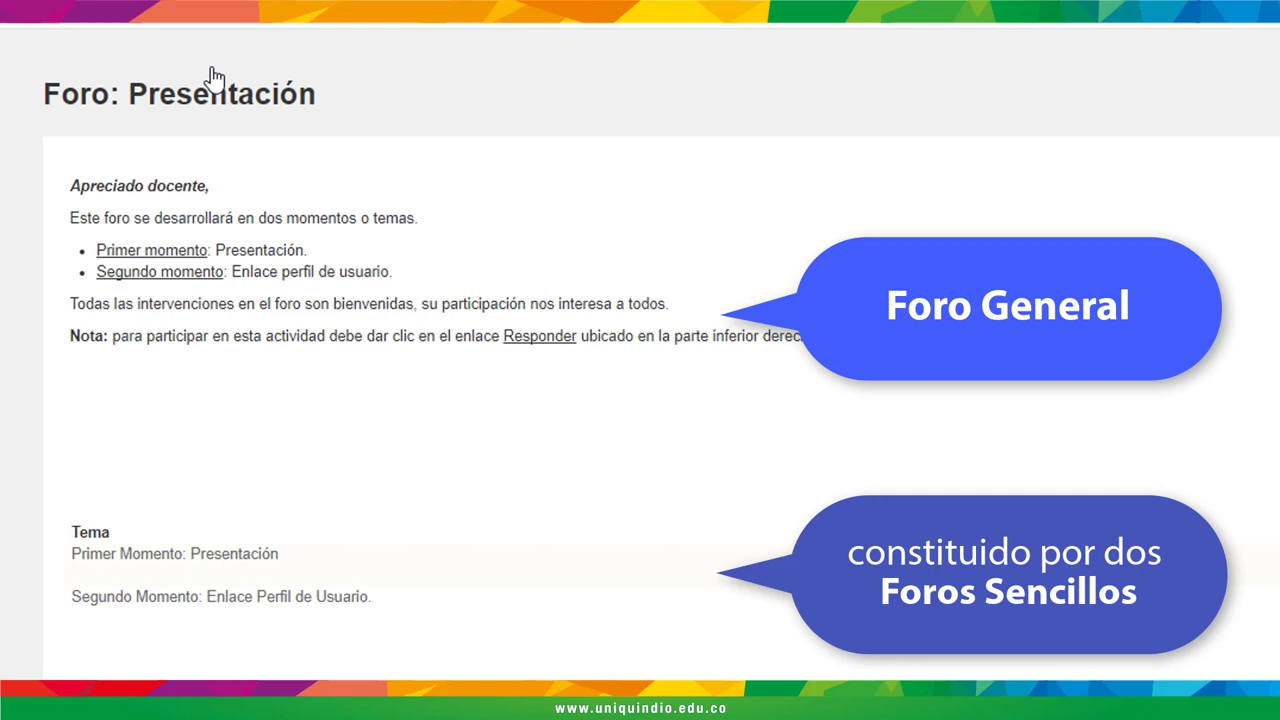 Foro: Presentación
Apreciado docente,
Este foro se desarrollará en dos momentos o temas.
Primer momento: Presentación.
Segundo momento: Enlace perfil de usuario.
Todas las intervenciones en el foro son bienvenidas, su participación nos interesa a todos.
Nota: para participar en esta actividad debe dar clic en el enlace Responder ubicado en la parte inferior
Foro General
Tema
Primer Momento: Presentación
Segundo Momento: Enlace Perfil de Usuario.
constituido por dos
Foros Sencillos
www.uniquindio.edu.co